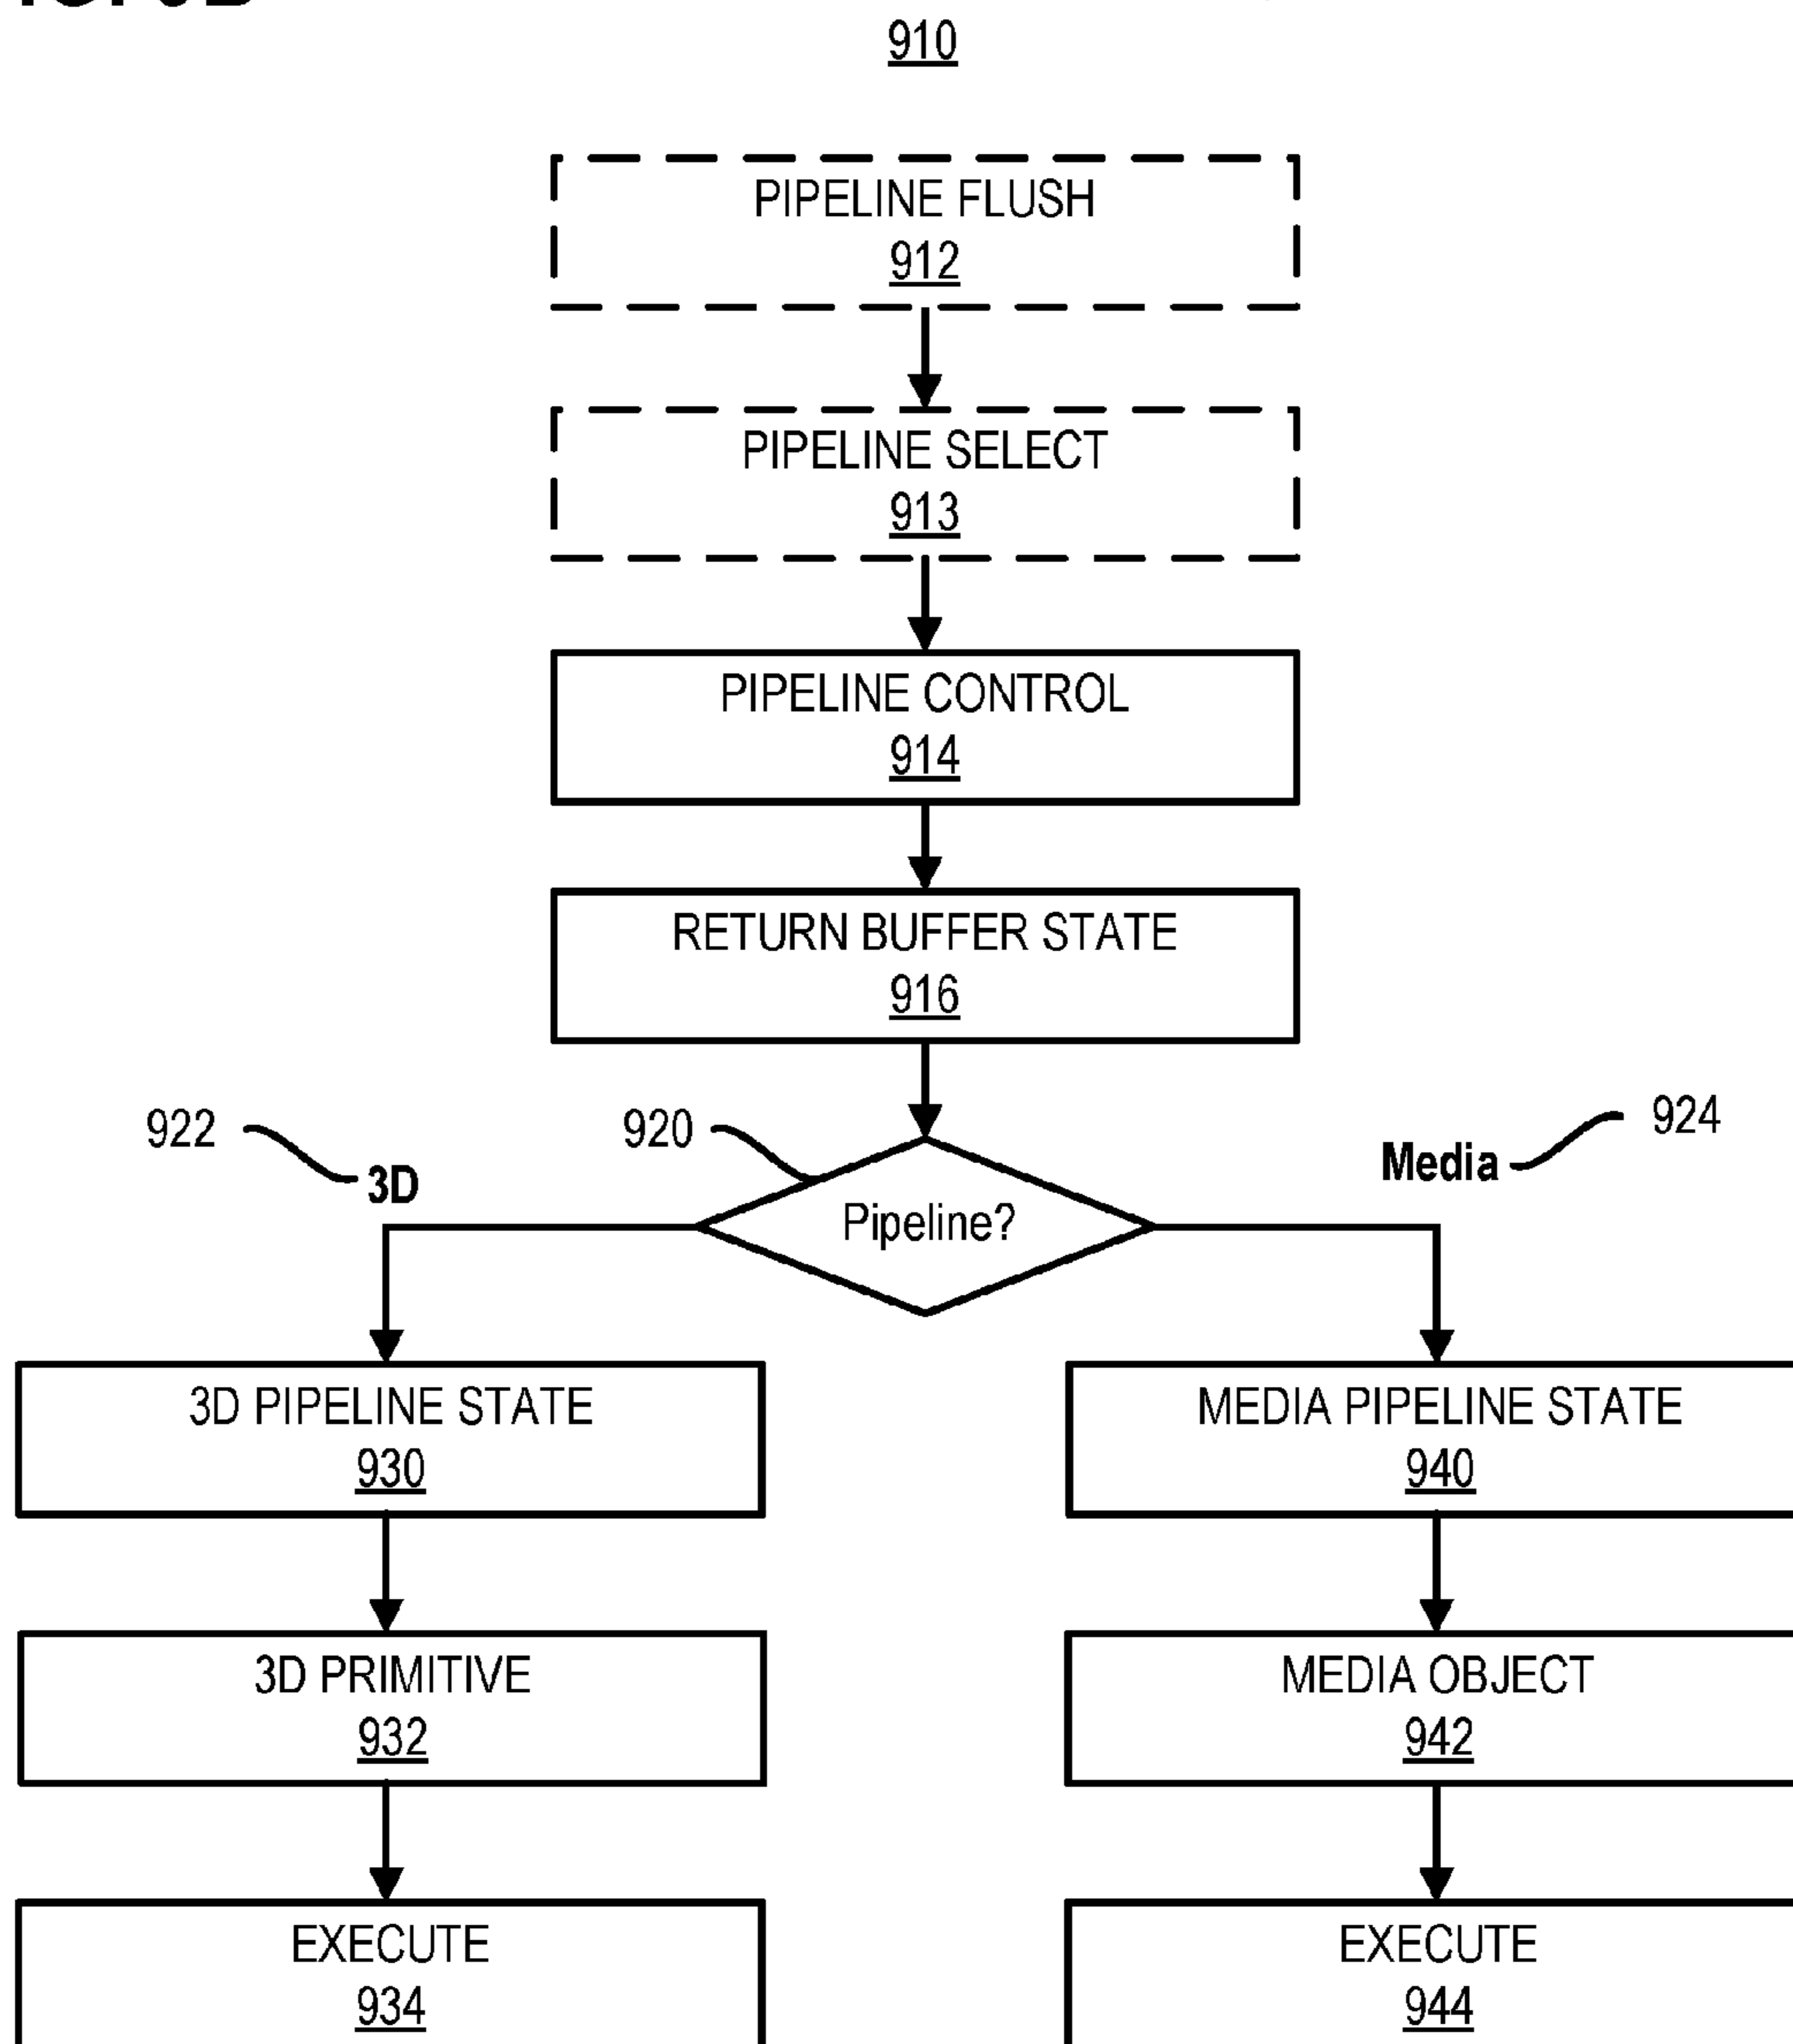 910
PIPELINE FLUSH
912
PIPELINE SELECT
913
PIPELINE CONTROL
914
RETURN BUFFER STATE
916
922
920
924
3D
Media
Pipeline?
3D PIPELINE STATE
930
MEDIA PIPELINE STATE
940
3D PRIMITIVE
932
MEDIA OBJECT
942
EXECUTE
934
EXECUTE
944